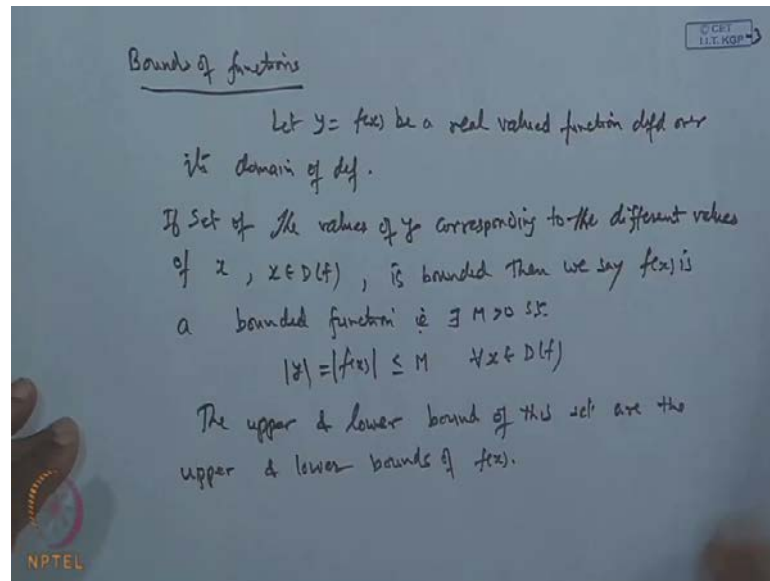 © CET
I.I.T. KGP-3
Bounds of functions
Let y = f(x) be a real valued function defd over
its domain of def.
If Set of the values of y corresponding to the different values
of x , x ∈ D(f) , is bounded then we say f(x) is
a bounded function ie ∃ M > 0 s.t.
|y| = |f(x)| ≤ M ∀ x ∈ D(f)
The upper & lower bound of this set are the
upper & lower bounds of f(x).
NPTEL